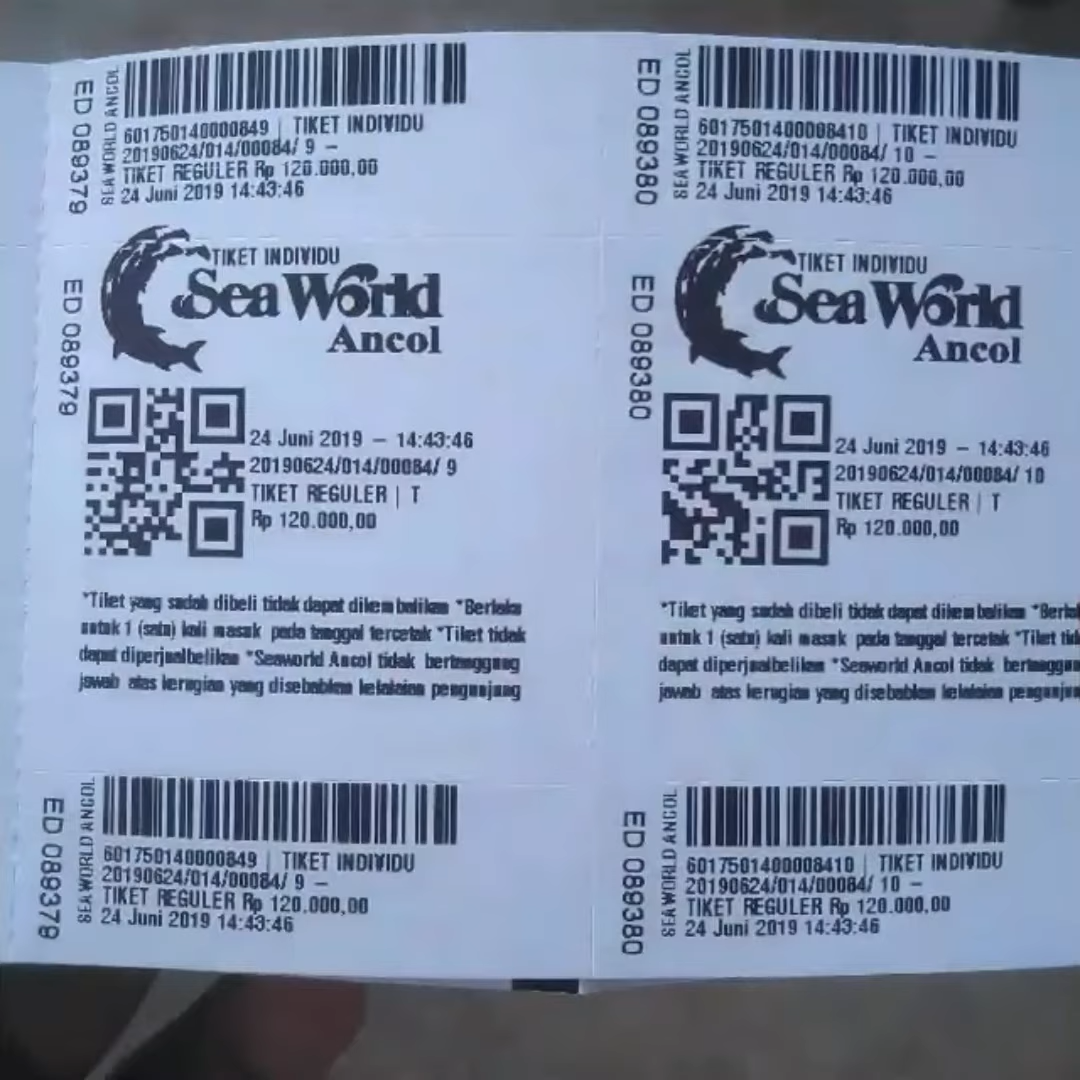 ED 089379
SEAWORLD ANCOL
601750140000849 | TIKET INDIVIDU
20190624/014/00084/ 9 –
TIKET REGULER Rp 120.000,00
24 Juni 2019 14:43:46
ED 089379
TIKET INDIVIDU
Sea World
Ancol
24 Juni 2019 – 14:43:46
20190624/014/00084/ 9
TIKET REGULER | T
Rp 120.000,00
*Tiket yang sudah dibeli tidak dapat dikembalikan *Berlaku
untuk 1 (satu) kali masuk pada tanggal tercetak *Tiket tidak
dapat diperjualbelikan *Seaworld Ancol tidak bertanggung
jawab atas kerugian yang disebabkan kelalaian pengunjung
ED 089379
SEAWORLD ANCOL
601750140000849 | TIKET INDIVIDU
20190624/014/00084/ 9 –
TIKET REGULER Rp 120.000,00
24 Juni 2019 14:43:46
ED 089380
SEAWORLD ANCOL
6017501400008410 | TIKET INDIVIDU
20190624/014/00084/ 10 –
TIKET REGULER Rp 120.000,00
24 Juni 2019 14:43:46
ED 089380
TIKET INDIVIDU
Sea World
Ancol
24 Juni 2019 – 14:43:46
20190624/014/00084/ 10
TIKET REGULER | T
Rp 120.000,00
*Tiket yang sudah dibeli tidak dapat dikembalikan
untuk 1 (satu) kali masuk pada tanggal tercetak *Tiket
dapat diperjualbelikan *Seaworld Ancol tidak
jawab atas kerugian yang disebabkan kelalaian
ED 089380
SEAWORLD ANCOL
6017501400008410 | TIKET INDIVIDU
20190624/014/00084/ 10 –
TIKET REGULER Rp 120.000,00
24 Juni 2019 14:43:46